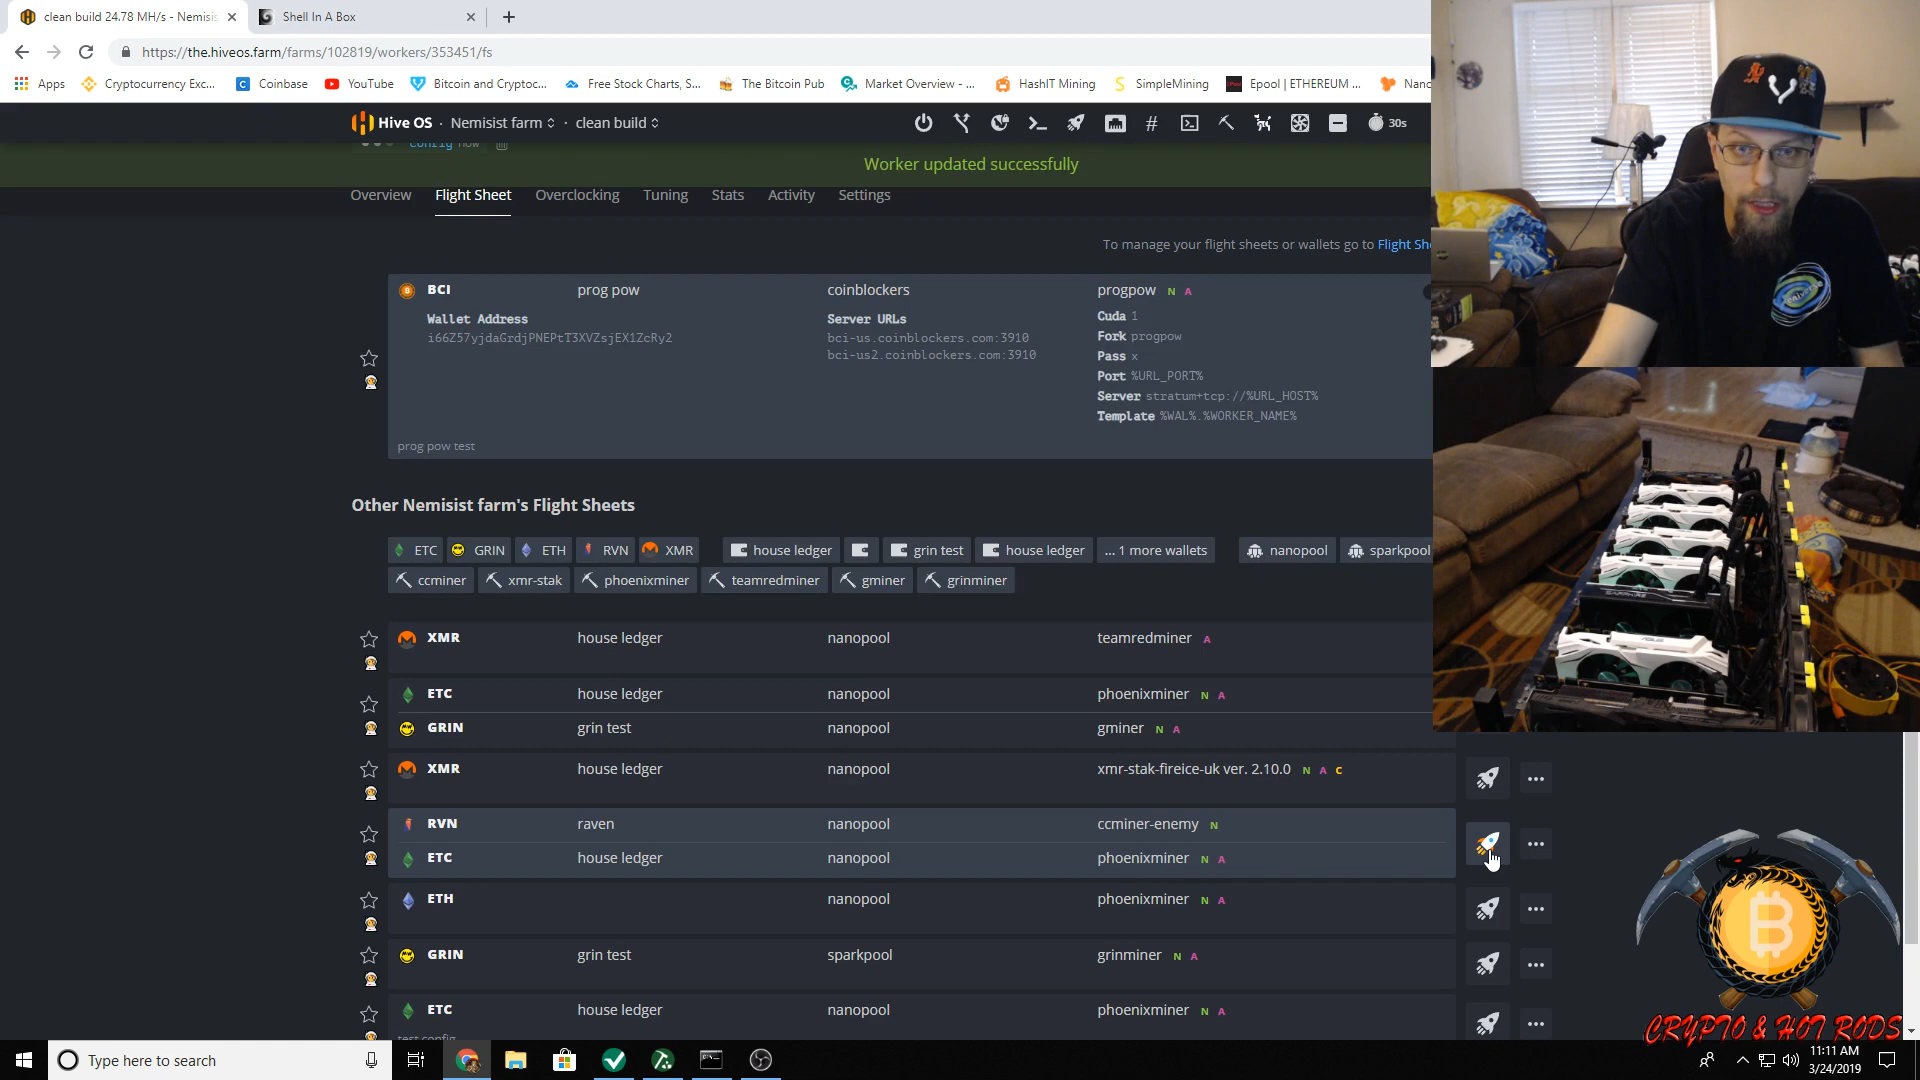 clean build 24.78 MH/s - Nemisis
Shell In A Box
https://the.hiveos.farm/farms/102819/workers/353451/fs
Apps
Cryptocurrency Exc...
Coinbase
YouTube
Bitcoin and Cryptoc...
Free Stock Charts, S...
The Bitcoin Pub
Market Overview - ...
HashIT Mining
SimpleMining
Epool | ETHEREUM ...
Nano
Hive OS · Nemisist farm · clean build
30s
config now
Worker updated successfully
Overview
Flight Sheet
Overclocking
Tuning
Stats
Activity
Settings
To manage your flight sheets or wallets go to Flight She
BCI
prog pow
coinblockers
progpow N A
Wallet Address
i66Z57yjdaGrdjPNEPtT3XVZsjEX1ZcRy2
Server URLs
bci-us.coinblockers.com:3910
bci-us2.coinblockers.com:3910
Cuda 1
Fork progpow
Pass x
Port %URL_PORT%
Server stratum+tcp://%URL_HOST%
Template %WAL%.%WORKER_NAME%
prog pow test
Other Nemisist farm's Flight Sheets
ETC
GRIN
ETH
RVN
XMR
house ledger
grin test
house ledger
... 1 more wallets
nanopool
sparkpool
ccminer
xmr-stak
phoenixminer
teamredminer
gminer
grinminer
XMR house ledger nanopool teamredminer A
ETC house ledger nanopool phoenixminer N A
GRIN grin test nanopool gminer N A
XMR house ledger nanopool xmr-stak-fireice-uk ver. 2.10.0 N A C
RVN raven nanopool ccminer-enemy N
ETC house ledger nanopool phoenixminer N A
ETH nanopool phoenixminer N A
GRIN grin test sparkpool grinminer N A
ETC house ledger nanopool phoenixminer N A
test config
CRYPTO & HOT RODS
Type here to search
11:11 AM
3/24/2019